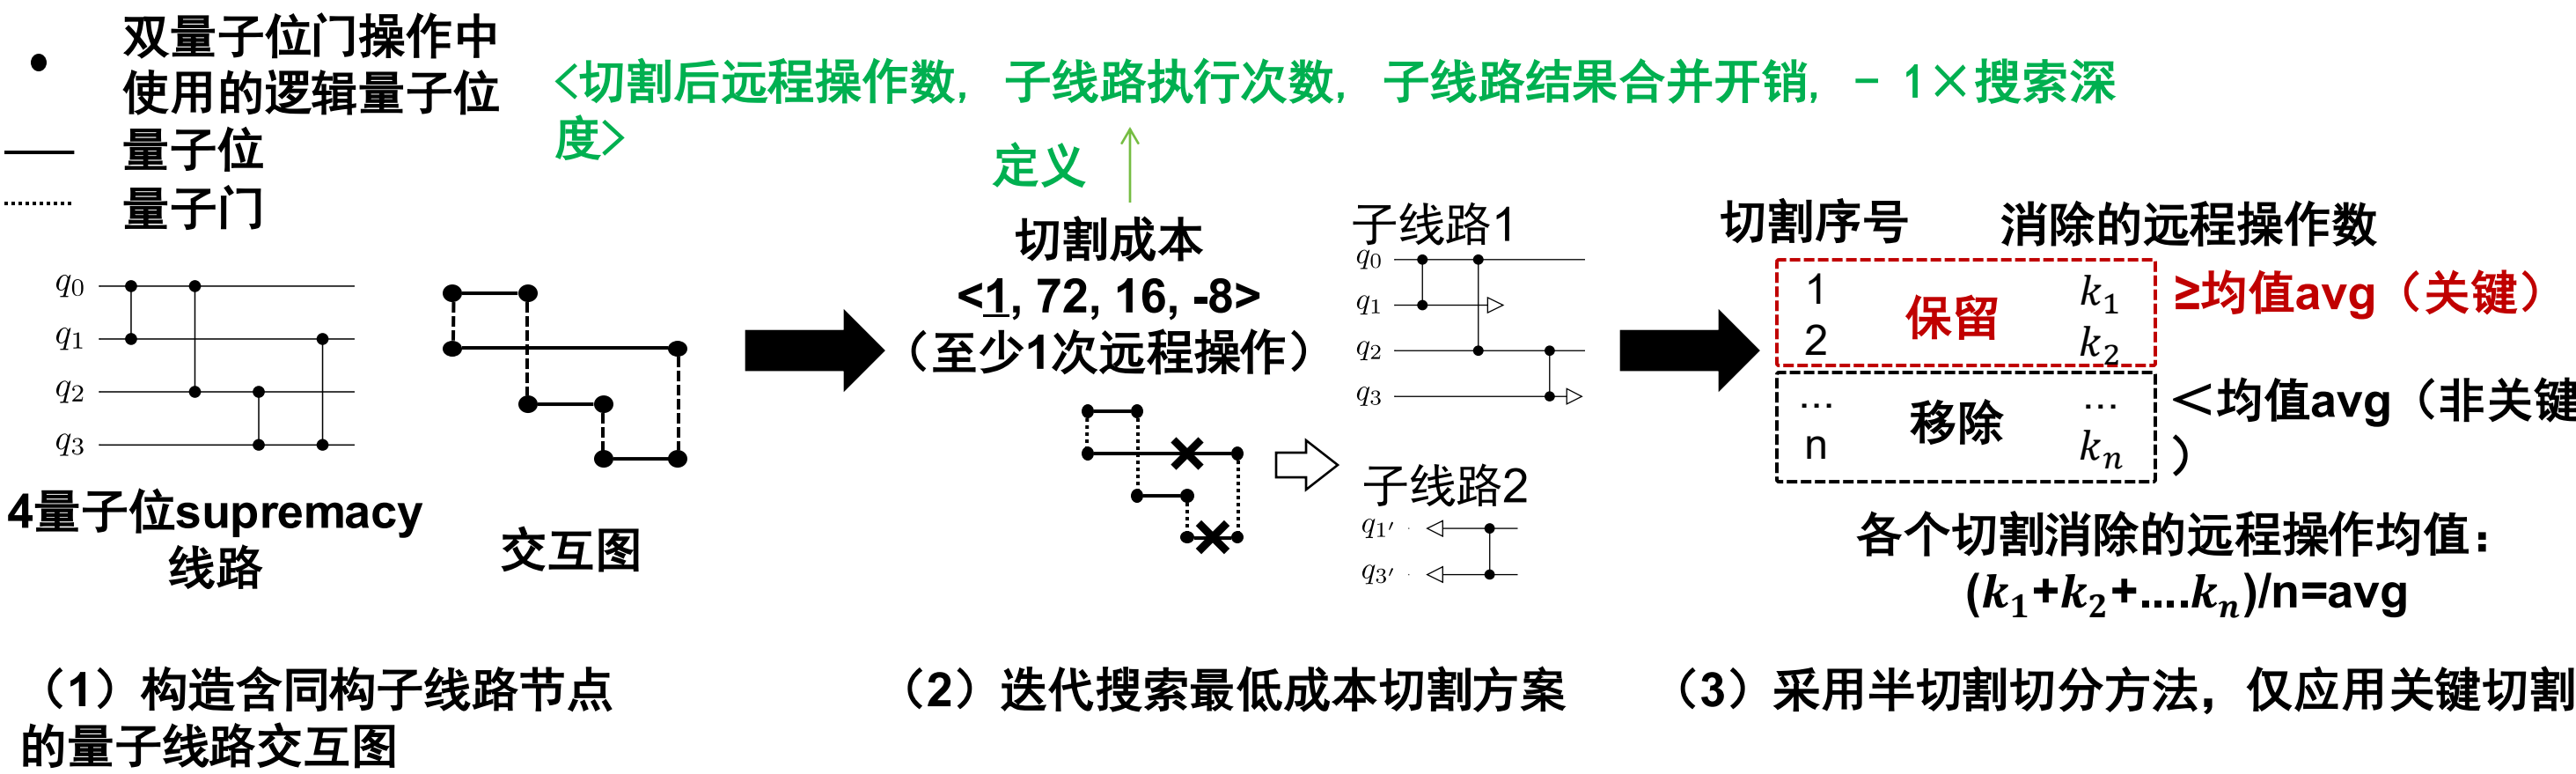 双量子位门操作中
使用的逻辑量子位
量子位
量子门
<切割后远程操作数, 子线路执行次数, 子线路结果合并开销, - 1×搜索深
度>
定义
q0
q1
q2
q3
4量子位supremacy
线路
交互图
切割成本
<1, 72, 16, -8>
（至少1次远程操作）
子线路1
q0
q1
q2
q3
子线路2
q1′
q3′
切割序号 消除的远程操作数
1 保留 k1 ≥均值avg（关键）
2 k2
... 移除 ... <均值avg（非关键
n kn ）
各个切割消除的远程操作均值：
(k1+k2+....kn)/n=avg
（1）构造含同构子线路节点
的量子线路交互图
（2）迭代搜索最低成本切割方案
（3）采用半切割切分方法，仅应用关键切割